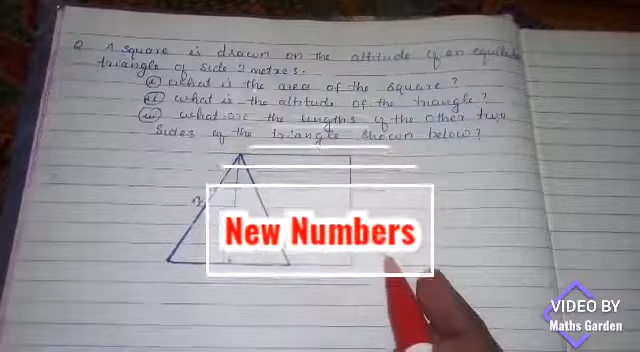 Q A square is drawn on the altitude of an equilate
triangle of side 2 metres.
(i) what is the area of the square?
(ii) what is the altitude of the triangle?
(iii) what are the lengths of the other two
Sides of the triangle shown below?
2
New Numbers
VIDEO BY
Maths Garden